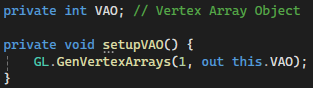 private int VAO; // Vertex Array Object
private void setupVAO() {
GL.GenVertexArrays(1, out this.VAO);
}